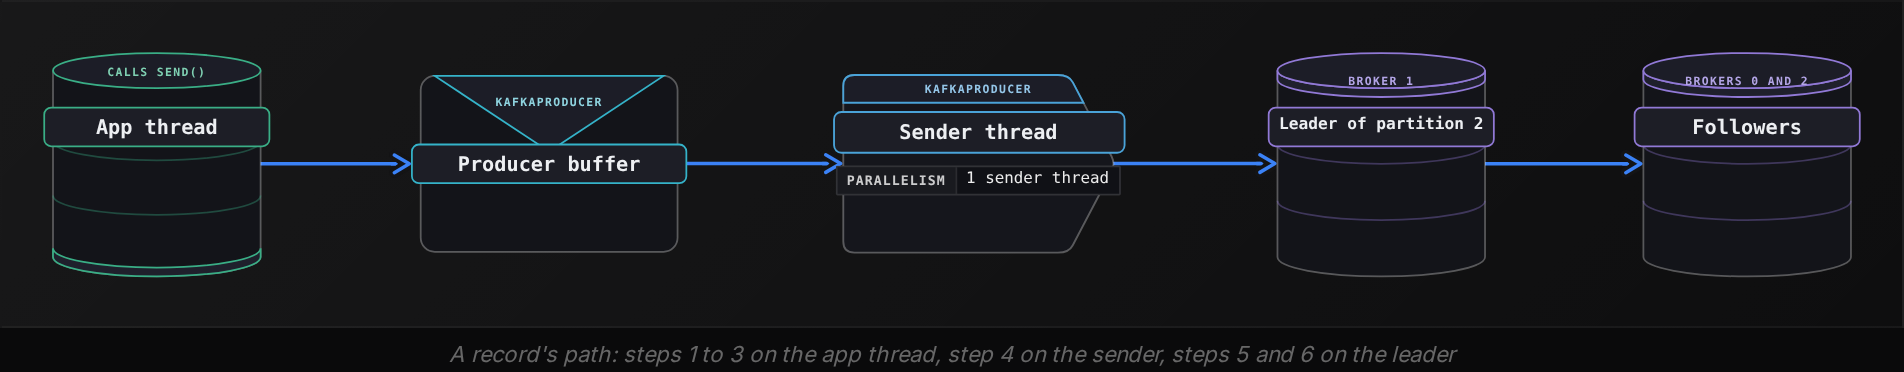 CALLS SEND()
App thread
KAFKAPRODUCER
Producer buffer
KAFKAPRODUCER
Sender thread
PARALLELISM 1 sender thread
BROKER 1
Leader of partition 2
BROKERS 0 AND 2
Followers
A record's path: steps 1 to 3 on the app thread, step 4 on the sender, steps 5 and 6 on the leader